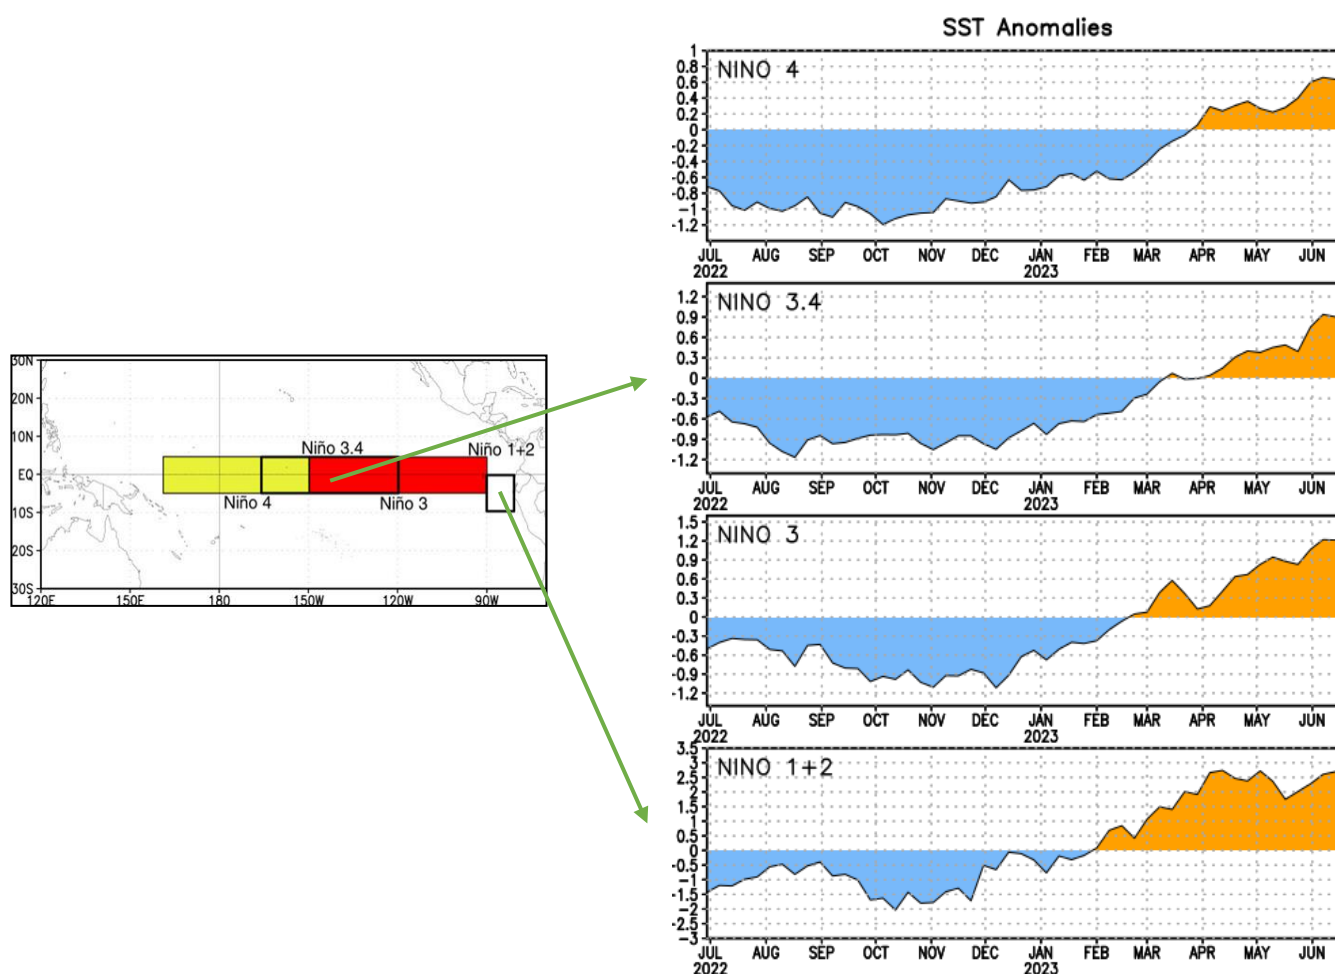 SST Anomalies
NINO 4
1
0.8
0.6
0.4
0.2
0
-0.2
-0.4
-0.6
-0.8
-1
-1.2
JUL AUG SEP OCT NOV DEC JAN FEB MAR APR MAY JUN
2022 2023
NINO 3.4
1.2
0.9
0.6
0.3
0
-0.3
-0.6
-0.9
-1.2
JUL AUG SEP OCT NOV DEC JAN FEB MAR APR MAY JUN
2022 2023
NINO 3
1.5
1.2
0.9
0.6
0.3
0
-0.3
-0.6
-0.9
-1.2
JUL AUG SEP OCT NOV DEC JAN FEB MAR APR MAY JUN
2022 2023
NINO 1+2
3.5
3
2.5
2
1.5
1
0.5
0
-0.5
-1
-1.5
-2
-2.5
-3
JUL AUG SEP OCT NOV DEC JAN FEB MAR APR MAY JUN
2022 2023
30N
20N
10N
EQ
10S
20S
30S
120E 150E 180 150W 120W 90W
Niño 3.4
Niño 1+2
Niño 4
Niño 3